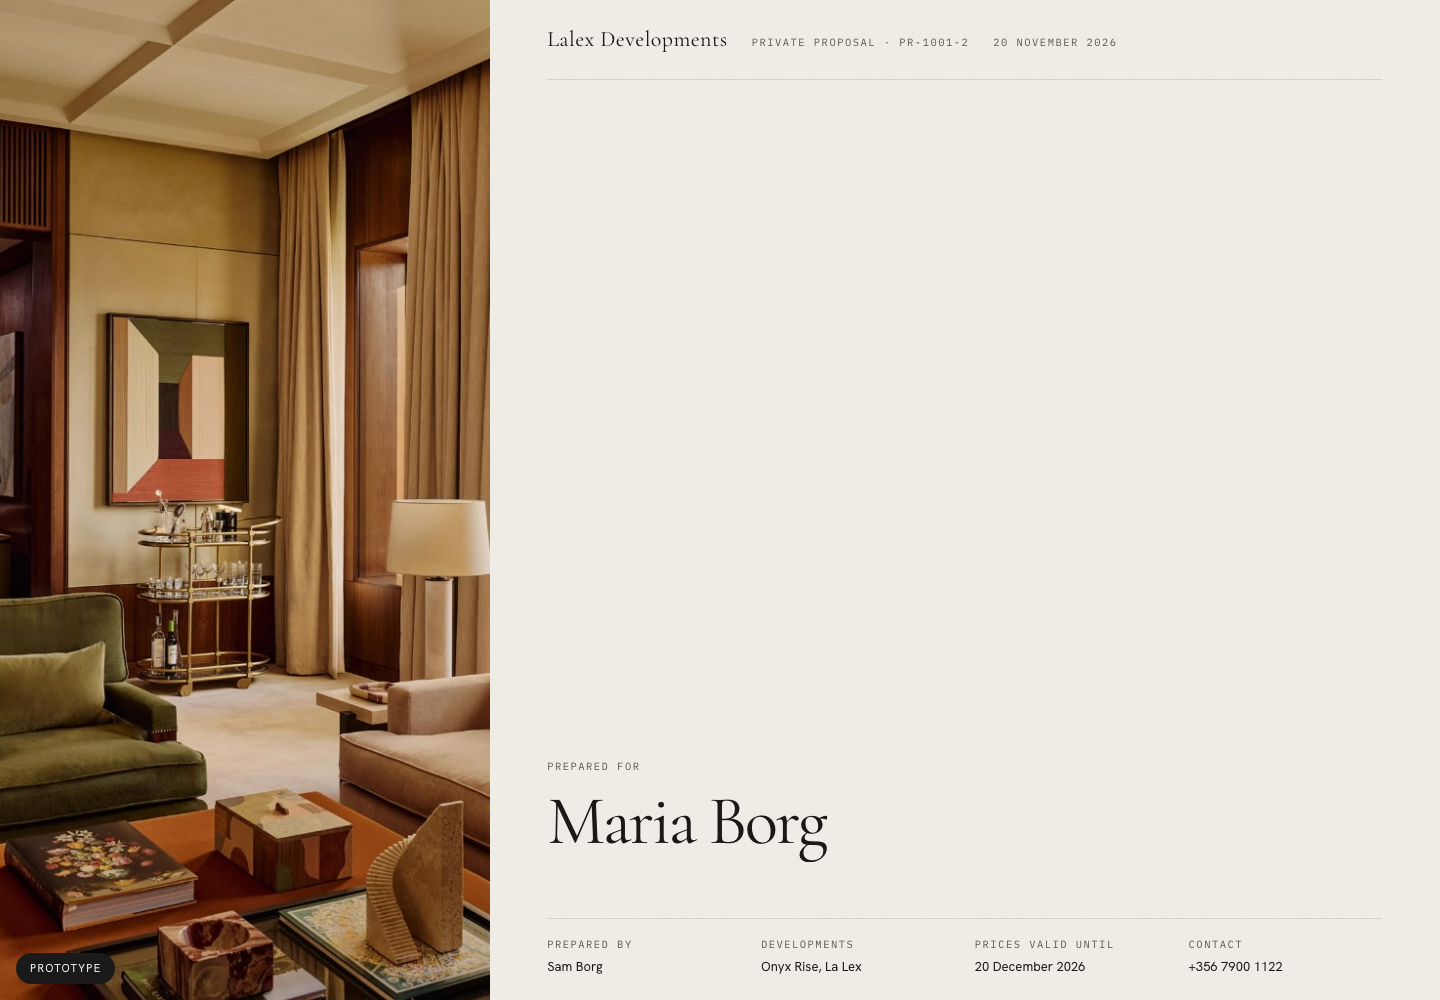 Lalex Developments
PRIVATE PROPOSAL · PR-1001-2
20 NOVEMBER 2026
PREPARED FOR
Maria Borg
PREPARED BY
Sam Borg
DEVELOPMENTS
Onyx Rise, La Lex
PRICES VALID UNTIL
20 December 2026
CONTACT
+356 7900 1122
PROTOTYPE